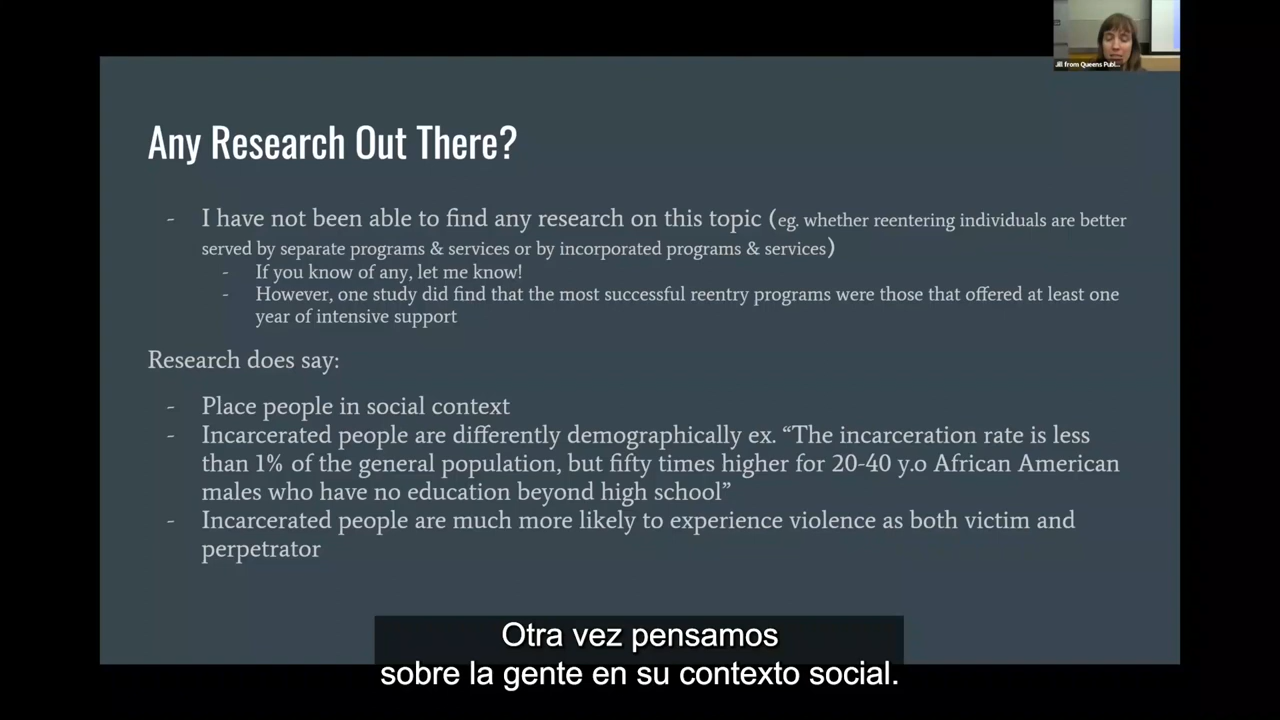 Jill from Queens Publ...
Any Research Out There?
- I have not been able to find any research on this topic (eg. whether reentering individuals are better
served by separate programs & services or by incorporated programs & services)
- If you know of any, let me know!
- However, one study did find that the most successful reentry programs were those that offered at least one
year of intensive support
Research does say:
- Place people in social context
- Incarcerated people are differently demographically ex. “The incarceration rate is less
than 1% of the general population, but fifty times higher for 20-40 y.o African American
males who have no education beyond high school”
- Incarcerated people are much more likely to experience violence as both victim and
perpetrator
Otra vez pensamos
sobre la gente en su contexto social.